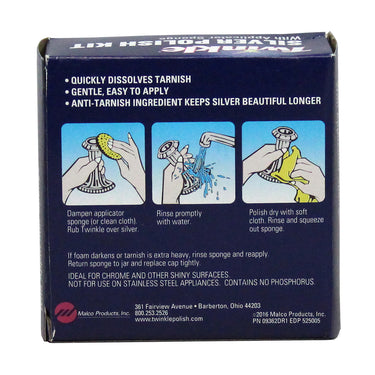 twinkle
SILVER POLISH KIT
With Applicator Sponge
• QUICKLY DISSOLVES TARNISH
• GENTLE, EASY TO APPLY
• ANTI-TARNISH INGREDIENT KEEPS SILVER BEAUTIFUL LONGER
Dampen applicator
sponge (or clean cloth).
Rub Twinkle over silver.
Rinse promptly
with water.
Polish dry with soft
cloth. Rinse and squeeze
out sponge.
If foam darkens or tarnish is extra heavy, rinse sponge and reapply.
Return sponge to jar and replace cap tightly.
IDEAL FOR CHROME AND OTHER SHINY SURFACEES.
NOT FOR USE ON STAINLESS STEEL APPLIANCES. CONTAINS NO PHOSPHORUS.
Malco Products, Inc.
361 Fairview Avenue • Barberton, Ohio 44203
800.253.2526
www.twinklepolish.com
©2016 Malco Products, Inc.
PN 09362DR1 EDP 525005